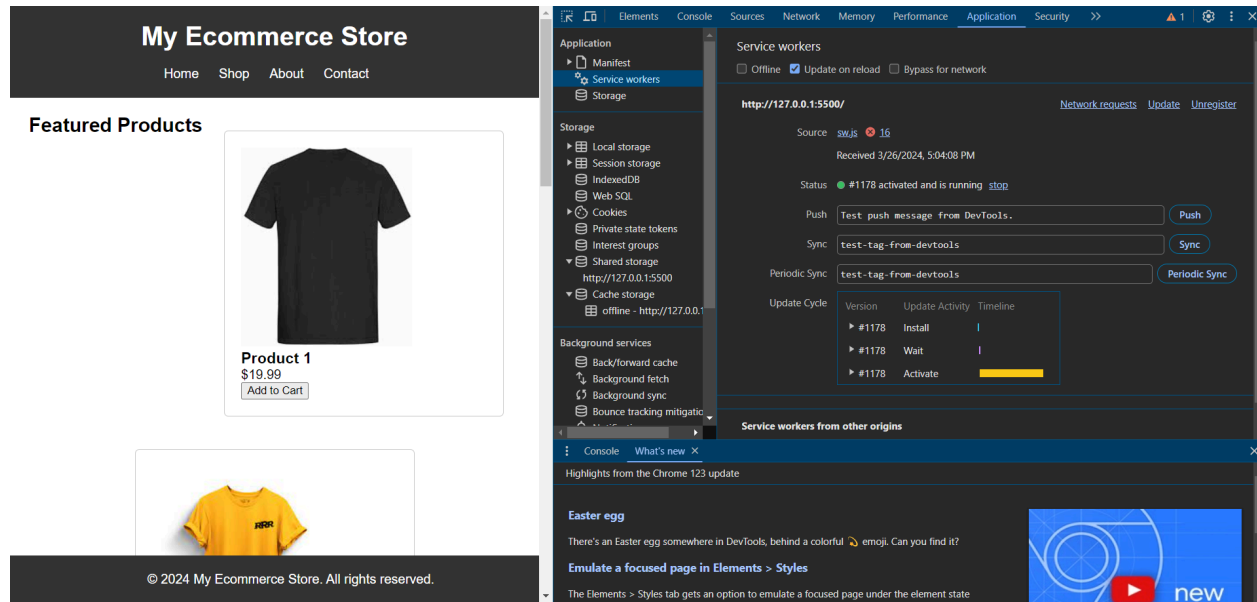 My Ecommerce Store
Home Shop About Contact
Featured Products
Product 1
$19.99
Add to Cart
RRR
© 2024 My Ecommerce Store. All rights reserved.
Elements Console Sources Network Memory Performance Application Security 1
Application
Manifest
Service workers
Storage
Storage
Local storage
Session storage
IndexedDB
Web SQL
Cookies
Private state tokens
Interest groups
Shared storage
http://127.0.0.1:5500
Cache storage
offline - http://127.0.0.1
Background services
Back/forward cache
Background fetch
Background sync
Bounce tracking mitigatio
Service workers
Offline Update on reload Bypass for network
http://127.0.0.1:5500/ Network requests Update Unregister
Source sw.js 16
Received 3/26/2024, 5:04:08 PM
Status #1178 activated and is running stop
Push Test push message from DevTools. Push
Sync test-tag-from-devtools Sync
Periodic Sync test-tag-from-devtools Periodic Sync
Update Cycle Version Update Activity Timeline
#1178 Install
#1178 Wait
#1178 Activate
Service workers from other origins
Console What's new
Highlights from the Chrome 123 update
Easter egg
There's an Easter egg somewhere in DevTools, behind a colorful 💫 emoji. Can you find it?
Emulate a focused page in Elements > Styles
The Elements > Styles tab gets an option to emulate a focused page under the element state
new